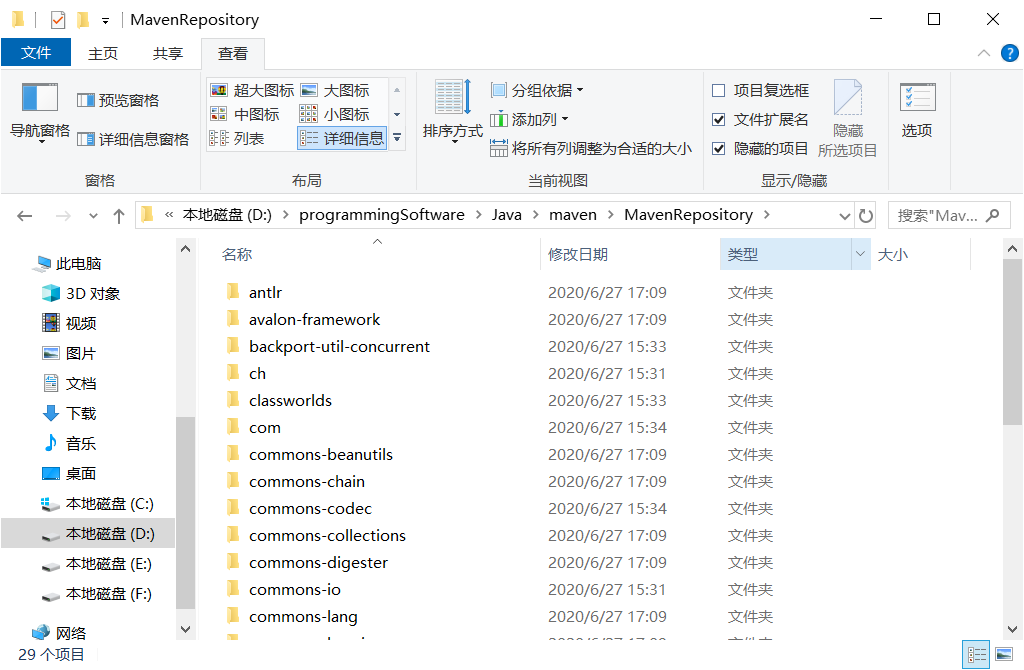 MavenRepository
文件 主页 共享 查看 ?
导航窗格 预览窗格 详细信息窗格
窗格
超大图标 大图标
中图标 小图标
列表 详细信息
布局
排序方式 分组依据
添加列
将所有列调整为合适的大小
当前视图
项目复选框
文件扩展名
隐藏的项目
隐藏
所选项目
显示/隐藏
选项
« 本地磁盘 (D:) › programmingSoftware › Java › maven › MavenRepository › 搜索"Mav...
此电脑
3D 对象
视频
图片
文档
下载
音乐
桌面
本地磁盘 (C:)
本地磁盘 (D:)
本地磁盘 (E:)
本地磁盘 (F:)
网络
名称 修改日期 类型 大小
antlr 2020/6/27 17:09 文件夹
avalon-framework 2020/6/27 17:09 文件夹
backport-util-concurrent 2020/6/27 15:33 文件夹
ch 2020/6/27 15:31 文件夹
classworlds 2020/6/27 15:33 文件夹
com 2020/6/27 15:34 文件夹
commons-beanutils 2020/6/27 17:09 文件夹
commons-chain 2020/6/27 17:09 文件夹
commons-codec 2020/6/27 15:34 文件夹
commons-collections 2020/6/27 17:09 文件夹
commons-digester 2020/6/27 17:09 文件夹
commons-io 2020/6/27 15:31 文件夹
commons-lang 2020/6/27 17:09 文件夹
29 个项目